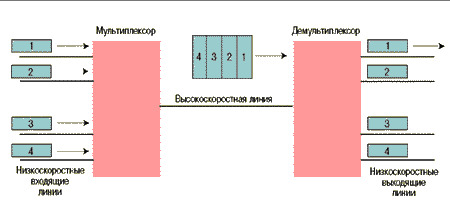 Мультиплексор
Демультиплексор
1
4 3 2 1
1
2
2
Высокоскоростная линия
3
3
4
4
Низкоскоростные
входящие
линии
Низкоскоростные
выходящие
линии